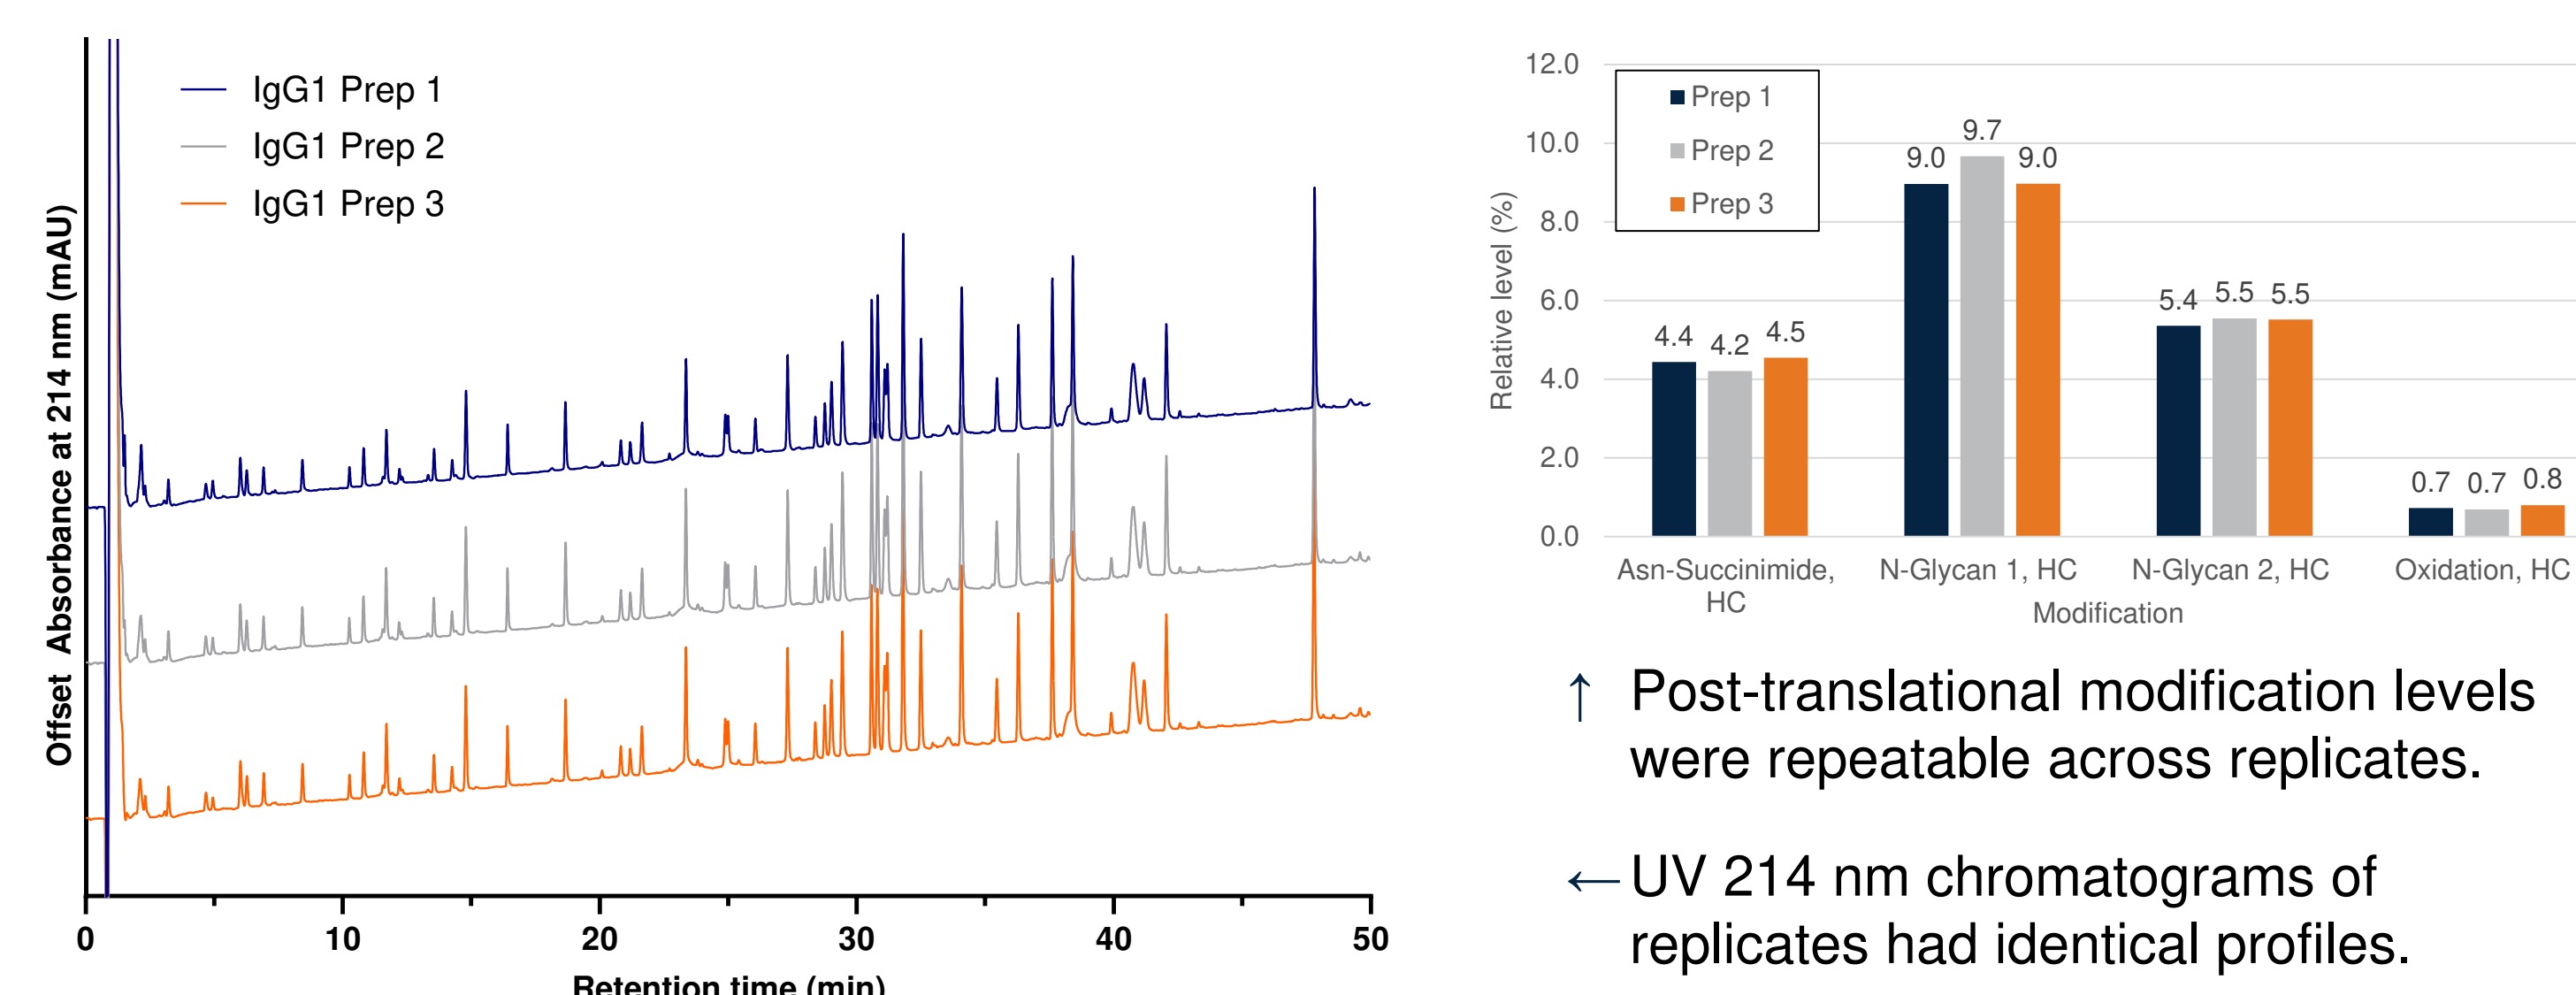 IgG1 Prep 1
IgG1 Prep 2
IgG1 Prep 3
Offset Absorbance at 214 nm (mAU)
0 10 20 30 40 50
Retention time (min)
12.0
10.0
8.0
6.0
4.0
2.0
0.0
Relative level (%)
Prep 1
Prep 2
Prep 3
4.4 4.2 4.5
9.0 9.7 9.0
5.4 5.5 5.5
0.7 0.7 0.8
Asn-Succinimide,
HC
N-Glycan 1, HC
N-Glycan 2, HC
Oxidation, HC
Modification
↑ Post-translational modification levels
were repeatable across replicates.
← UV 214 nm chromatograms of
replicates had identical profiles.